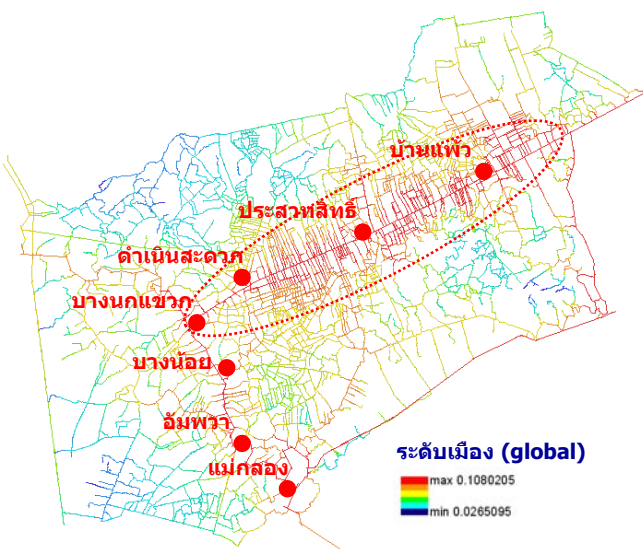 บ้านแพ้ว
ประสาทสิทธิ์
ดำเนินสะดวก
บางนกแขวก
บางน้อย
อัมพวา
แม่กลอง
ระดับเมือง (global)
max 0.1080205
min 0.0265095